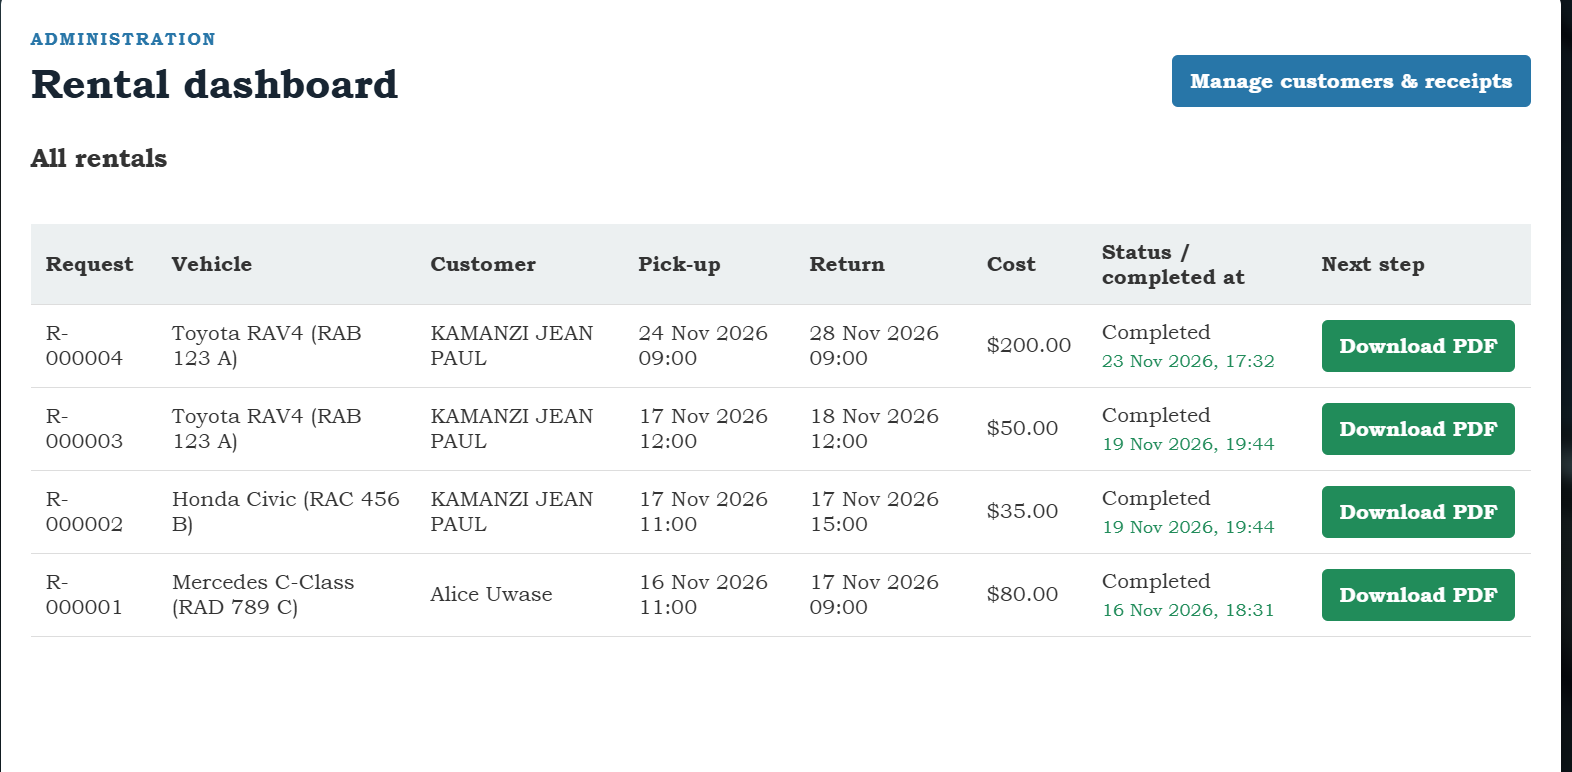 ADMINISTRATION
Rental dashboard
Manage customers & receipts
All rentals
Request Vehicle Customer Pick-up Return Cost Status / completed at Next step
R-000004 Toyota RAV4 (RAB 123 A) KAMANZI JEAN PAUL 24 Nov 2026 09:00 28 Nov 2026 09:00 $200.00 Completed 23 Nov 2026, 17:32 Download PDF
R-000003 Toyota RAV4 (RAB 123 A) KAMANZI JEAN PAUL 17 Nov 2026 12:00 18 Nov 2026 12:00 $50.00 Completed 19 Nov 2026, 19:44 Download PDF
R-000002 Honda Civic (RAC 456 B) KAMANZI JEAN PAUL 17 Nov 2026 11:00 17 Nov 2026 15:00 $35.00 Completed 19 Nov 2026, 19:44 Download PDF
R-000001 Mercedes C-Class (RAD 789 C) Alice Uwase 16 Nov 2026 11:00 17 Nov 2026 09:00 $80.00 Completed 16 Nov 2026, 18:31 Download PDF